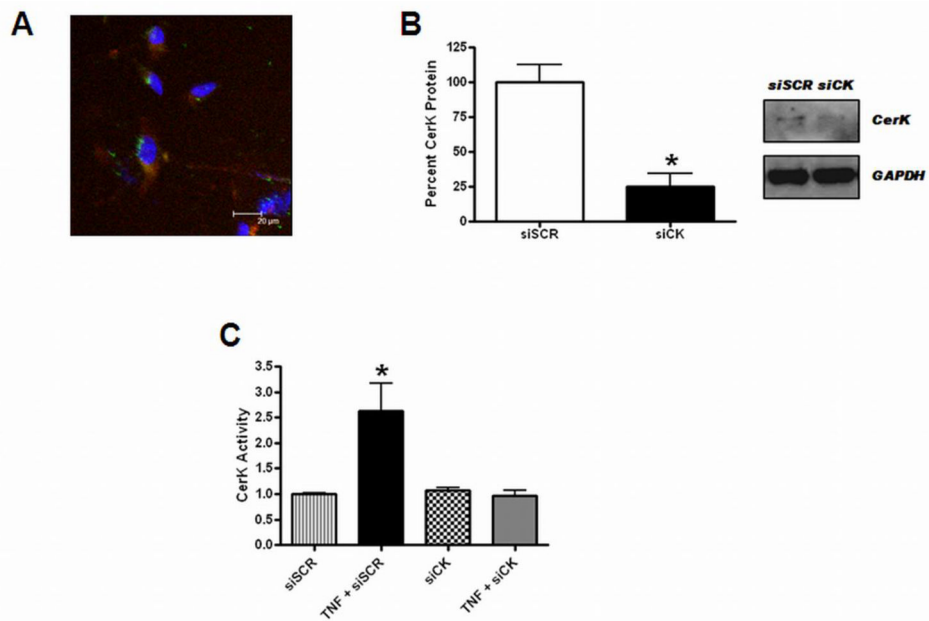 A
20 µm
B
Percent CerK Protein
125
100
75
50
25
0
*
siSCR
siCK
siSCR siCK
CerK
GAPDH
C
CerK Activity
3.5
3.0
2.5
2.0
1.5
1.0
0.5
0.0
*
siSCR
TNF + siSCR
siCK
TNF + siCK